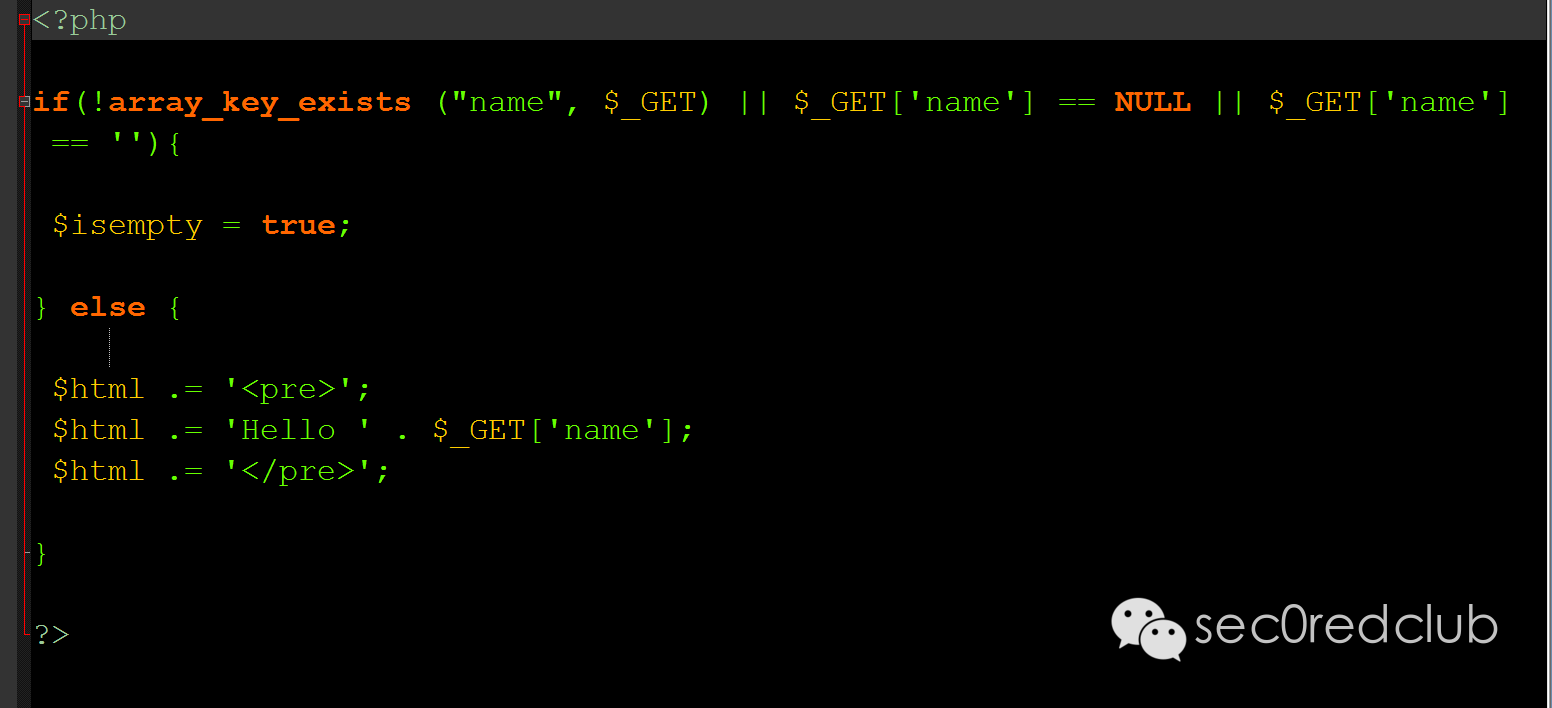 <?php
if(!array_key_exists ("name", $_GET) || $_GET['name'] == NULL || $_GET['name']
== ''){
$isempty = true;
} else {
$html .= '<pre>';
$html .= 'Hello ' . $_GET['name'];
$html .= '</pre>';
}
?>
sec0redclub